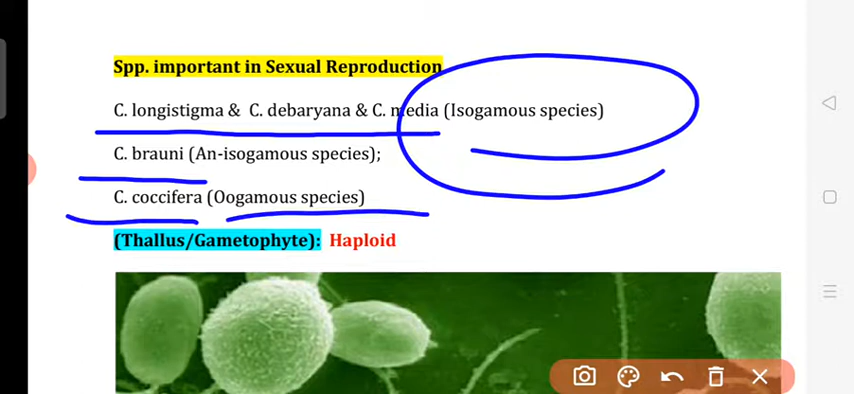 Spp. important in Sexual Reproduction
C. longistigma & C. debaryana & C. media (Isogamous species)
C. brauni (An-isogamous species);
C. coccifera (Oogamous species)
(Thallus/Gametophyte): Haploid